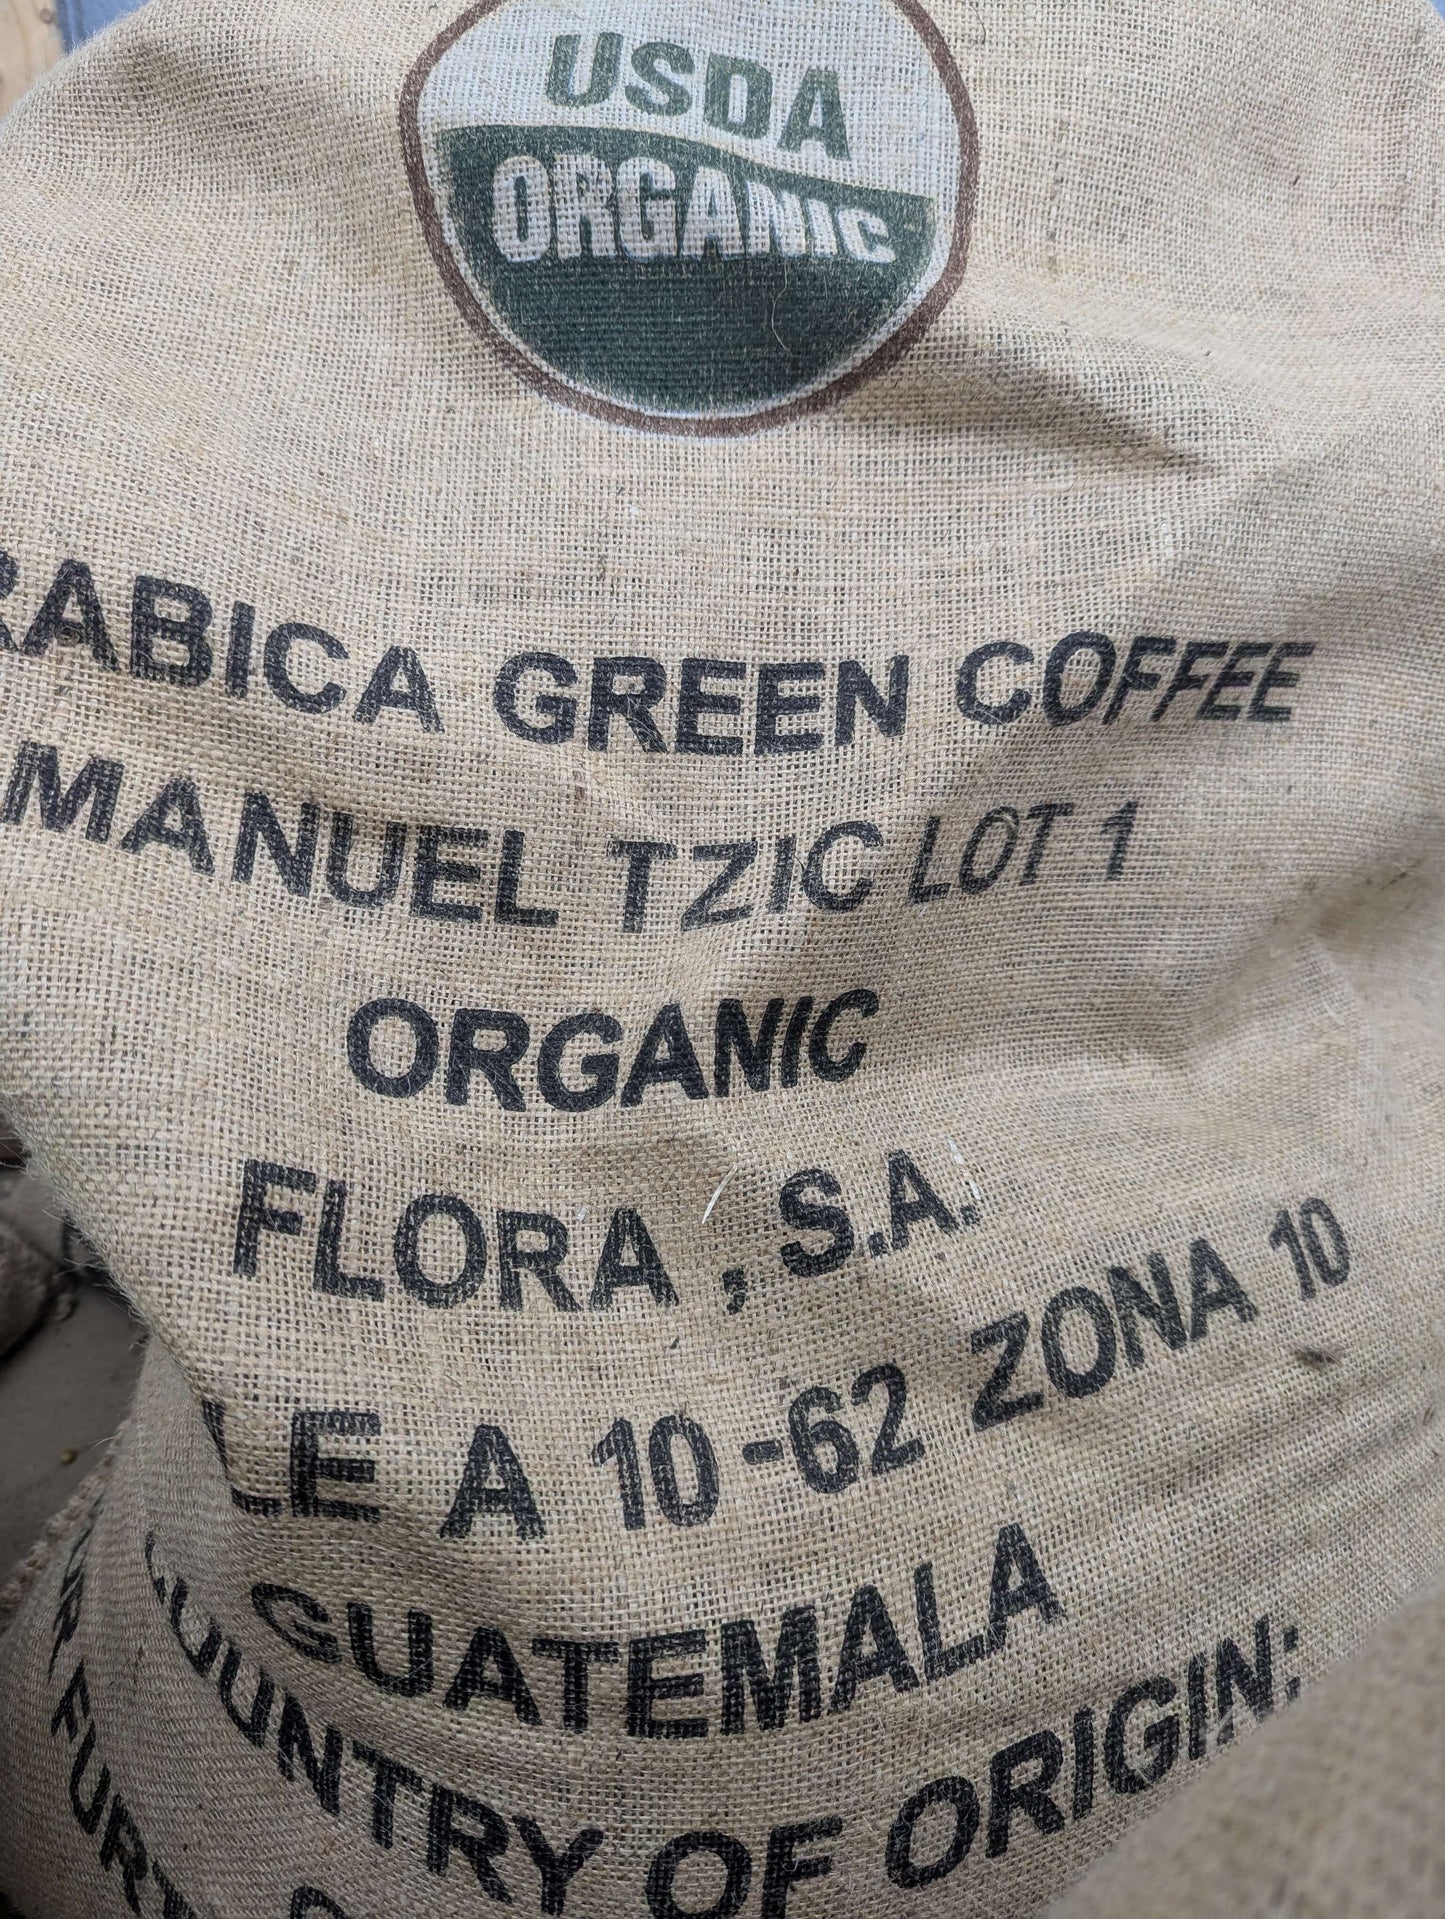 USDA
ORGANIC
RABICA GREEN COFFEE
MANUEL TZIC LOT 1
ORGANIC
FLORA , S.A.
LE A 10-62 ZONA 10
GUATEMALA
COUNTRY OF ORIGIN:
FURT